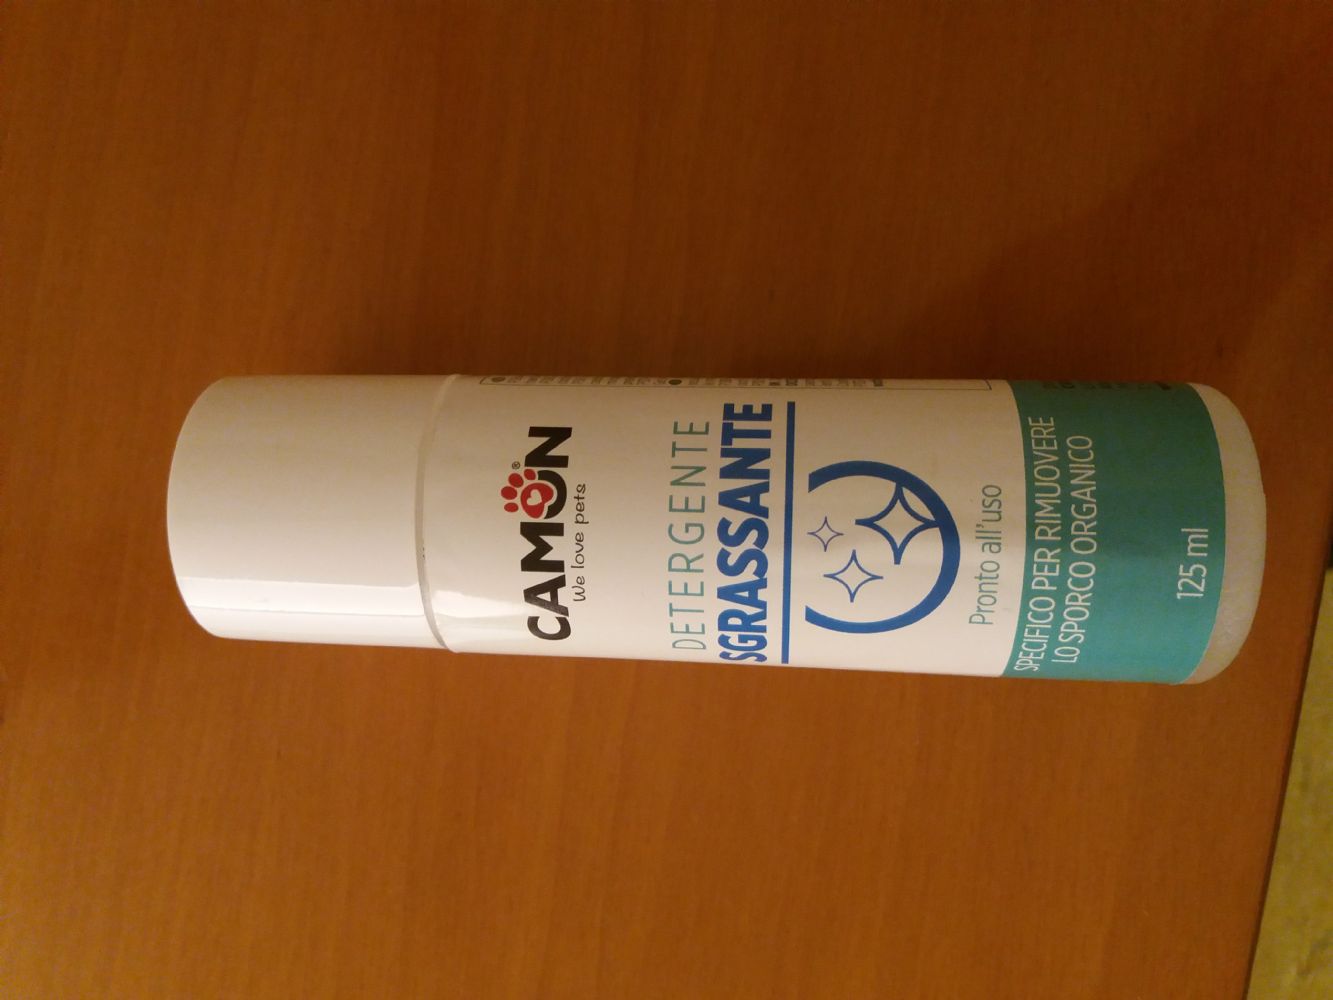 CAMON®
We love pets
DETERGENTE
SGRASSANTE
Pronto all'uso
SPECIFICO PER RIMUOVERE
LO SPORCO ORGANICO
125 ml